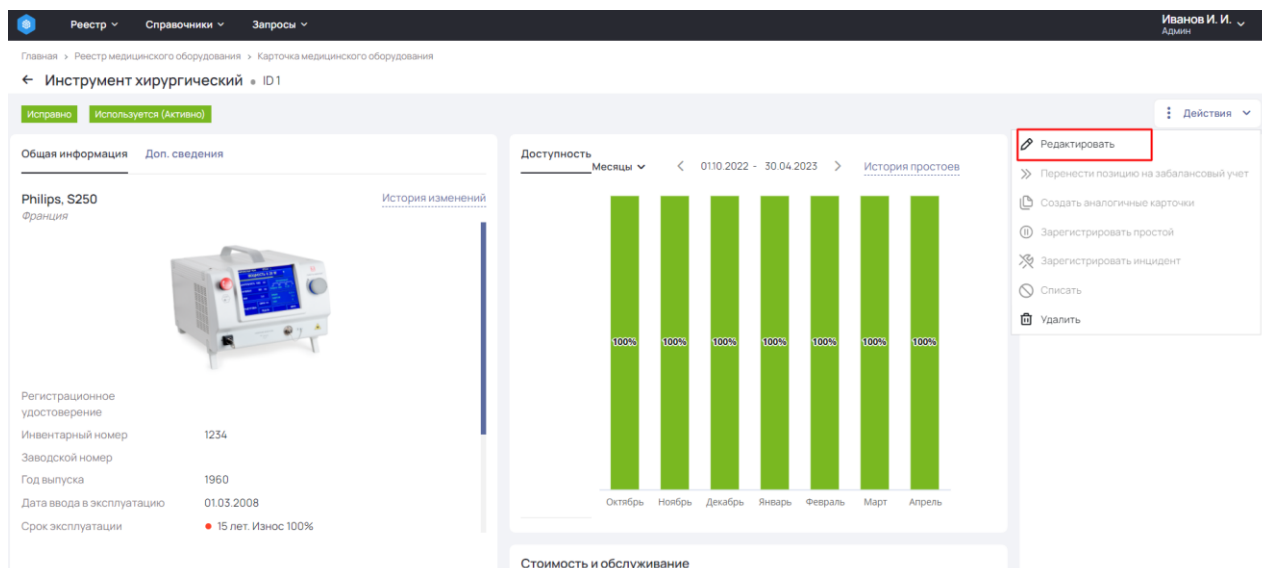 Реестр Справочники Запросы Иванов И. И.
Админ
Главная > Реестр медицинского оборудования > Карточка медицинского оборудования
← Инструмент хирургический • ID 1
Исправно Используется (Активно) Действия
Общая информация Доп. сведения
Philips, S250 История изменений
Франция
Регистрационное
удостоверение
Инвентарный номер 1234
Заводской номер
Год выпуска 1960
Дата ввода в эксплуатацию 01.03.2008
Срок эксплуатации • 15 лет. Износ 100%
Доступность
Месяцы < 01.10.2022 - 30.04.2023 > История простоев
100% 100% 100% 100% 100% 100% 100%
Октябрь Ноябрь Декабрь Январь Февраль Март Апрель
Стоимость и обслуживание
Редактировать
Перенести позицию на забалансовый учет
Создать аналогичные карточки
Зарегистрировать простой
Зарегистрировать инцидент
Списать
Удалить